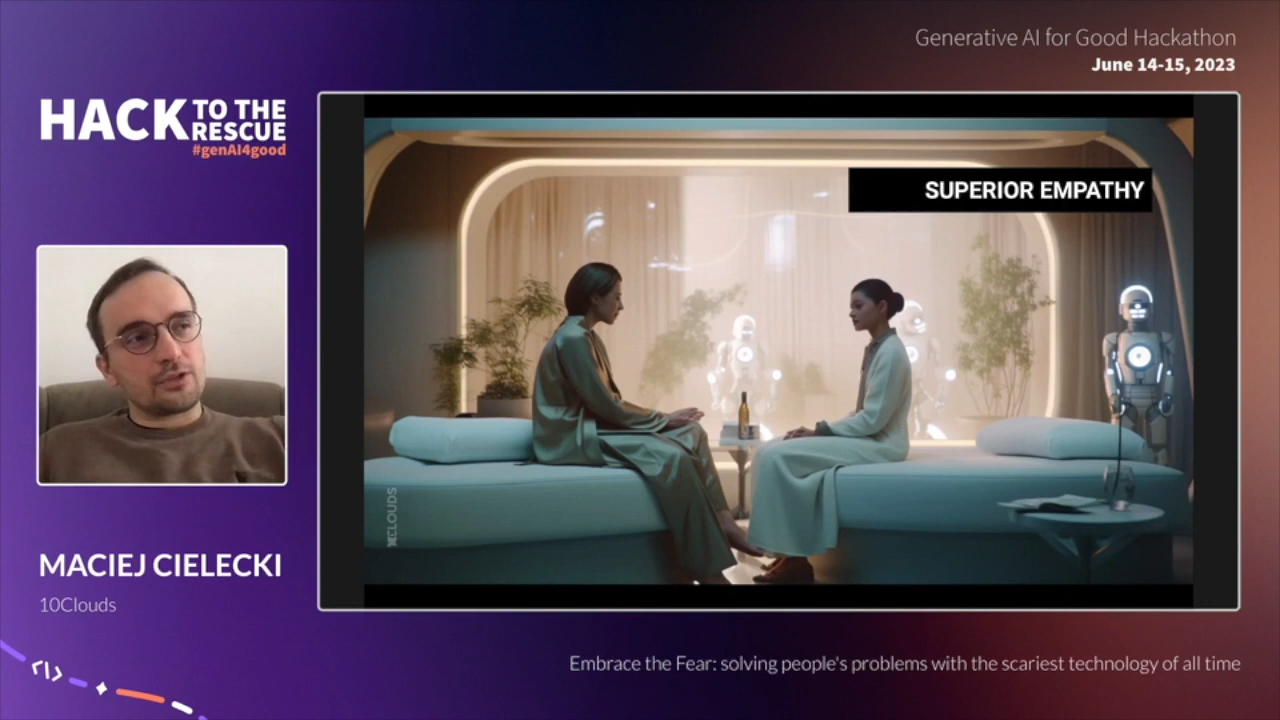 Generative AI for Good Hackathon
June 14-15, 2023
HACK TO THE
RESCUE
#genAI4good
SUPERIOR EMPATHY
10CLOUDS
MACIEJ CIELECKI
10Clouds
Embrace the Fear: solving people's problems with the scariest technology of all time